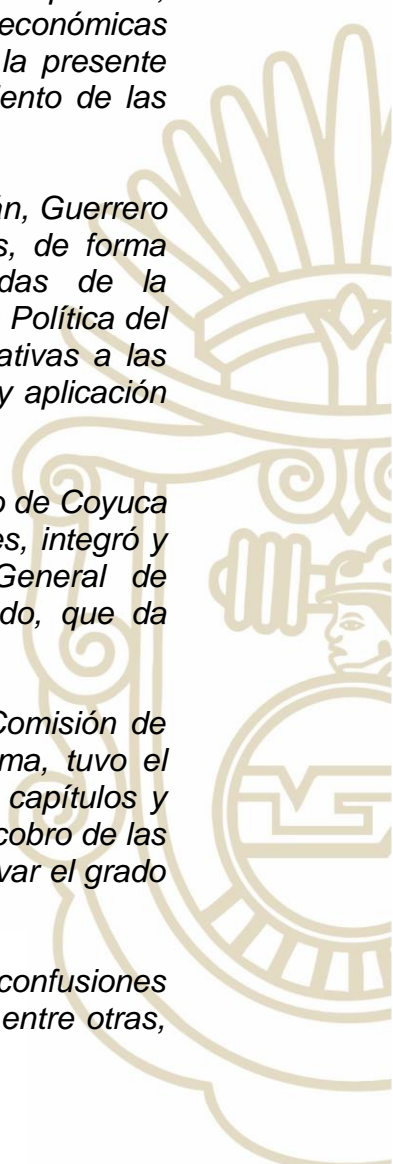 económicas
la presente
ento de las
án, Guerrero
s, de forma
das de la
Política del
ativas a las
y aplicación
o de Coyuca
es, integró y
General de
do, que da
Comisión de
ma, tuvo el
capítulos y
cobro de las
var el grado
confusiones
entre otras,